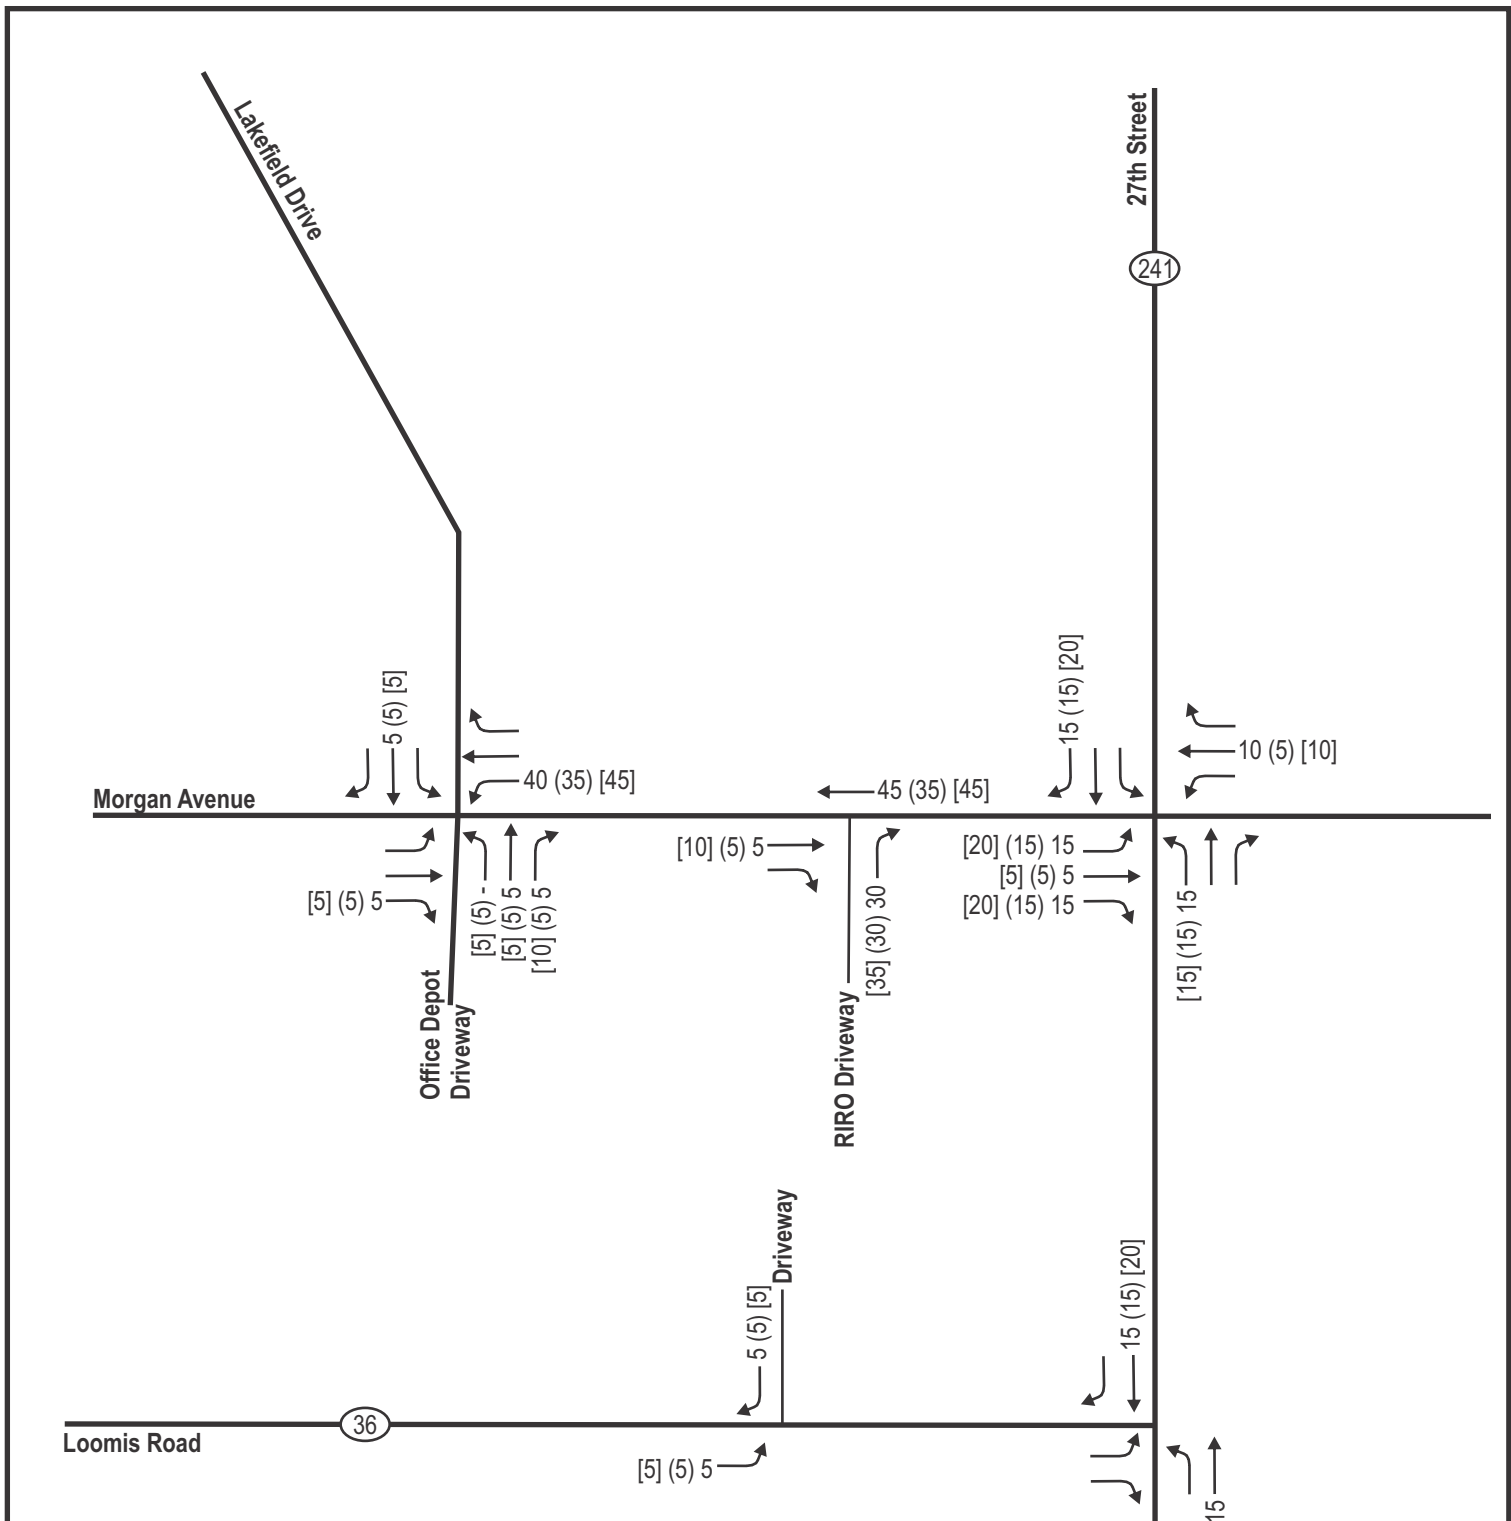 Lakefield Drive
27th Street
241
5 (5) [5]
15 (15) [20]
10 (5) [10]
40 (35) [45]
45 (35) [45]
Morgan Avenue
[10] (5) 5
[20] (15) 15
[5] (5) 5
[20] (15) 15
[5] (5) 5
[5] (5) -
[5] (5) 5
[10] (5) 5
[35] (30) 30
[15] (15) 15
Office Depot
Driveway
RIRO Driveway
Driveway
5 (5) [5]
15 (15) [20]
36
Loomis Road
[5] (5) 5
15